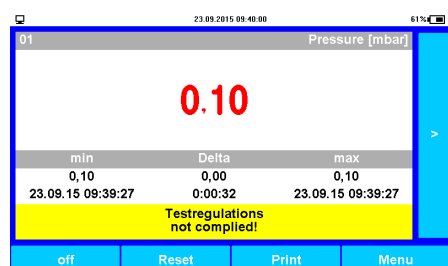 23.09.2015 09:40:00 61%
01 Pressure [mbar]
0,10
>
min Delta max
0,10 0,00 0,10
23.09.15 09:39:27 0:00:32 23.09.15 09:39:27
Testregulations
not complied!
off Reset Print Menu